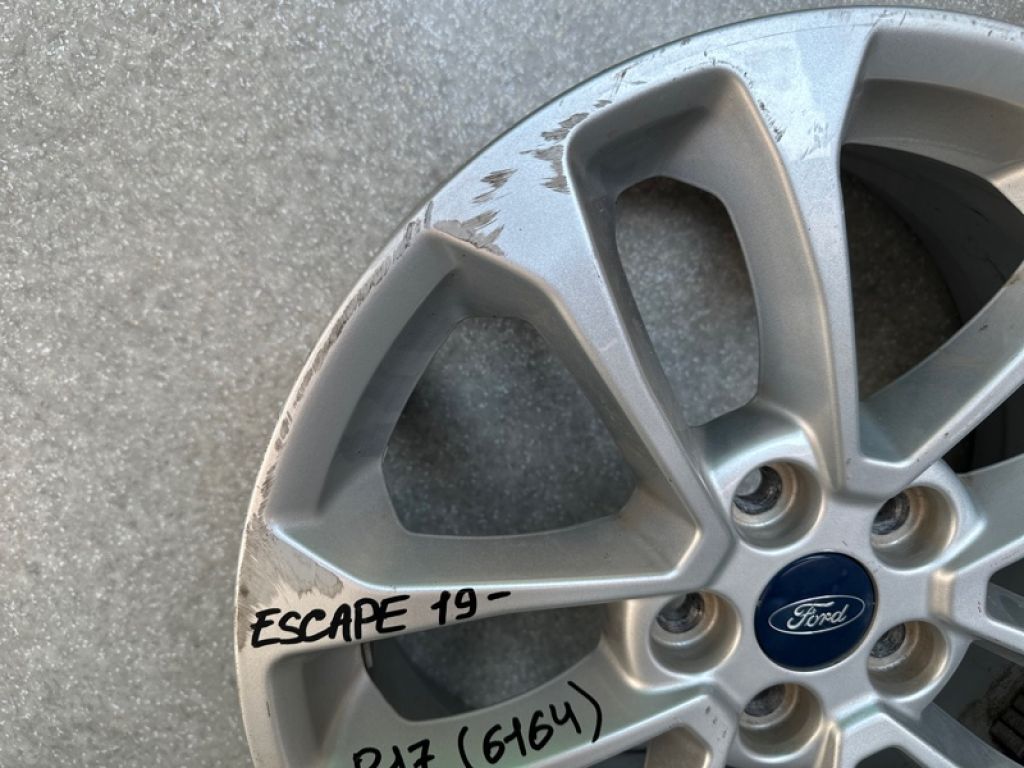 ESCAPE 19-
Ford
R17 (6164)